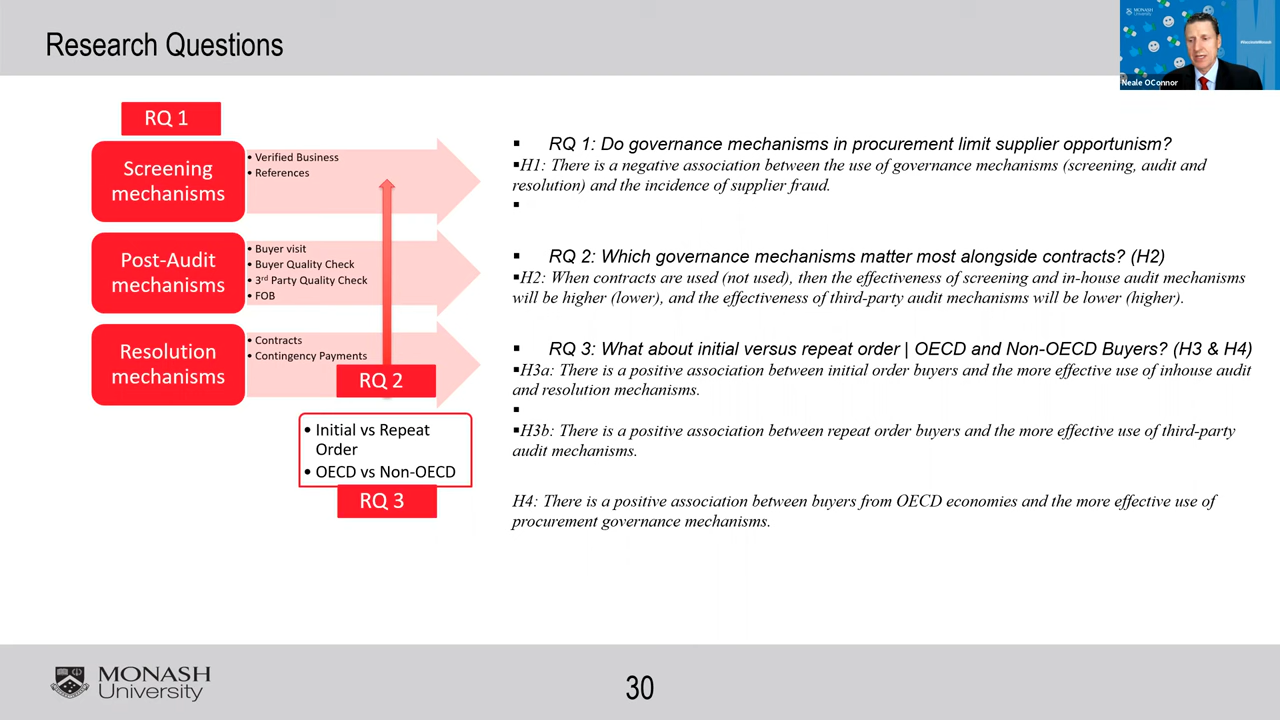 Research Questions
MONASH University
#VaccinateMonash
Neale OConnor
RQ 1
Screening
mechanisms
• Verified Business
• References
Post-Audit
mechanisms
• Buyer visit
• Buyer Quality Check
• 3rd Party Quality Check
• FOB
Resolution
mechanisms
• Contracts
• Contingency Payments
RQ 2
• Initial vs Repeat
Order
• OECD vs Non-OECD
RQ 3
▪ RQ 1: Do governance mechanisms in procurement limit supplier opportunism?
▪H1: There is a negative association between the use of governance mechanisms (screening, audit and
resolution) and the incidence of supplier fraud.
▪
▪ RQ 2: Which governance mechanisms matter most alongside contracts? (H2)
▪H2: When contracts are used (not used), then the effectiveness of screening and in-house audit mechanisms
will be higher (lower), and the effectiveness of third-party audit mechanisms will be lower (higher).
▪ RQ 3: What about initial versus repeat order | OECD and Non-OECD Buyers? (H3 & H4)
▪H3a: There is a positive association between initial order buyers and the more effective use of inhouse audit
and resolution mechanisms.
▪
▪H3b: There is a positive association between repeat order buyers and the more effective use of third-party
audit mechanisms.
H4: There is a positive association between buyers from OECD economies and the more effective use of
procurement governance mechanisms.
MONASH
University
30